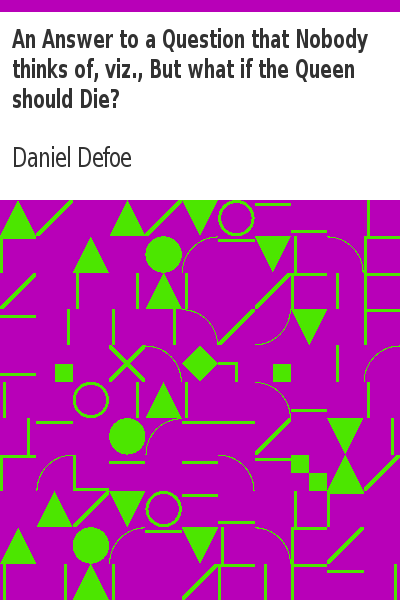 An Answer to a Question that Nobody
thinks of, viz., But what if the Queen
should Die?
Daniel Defoe